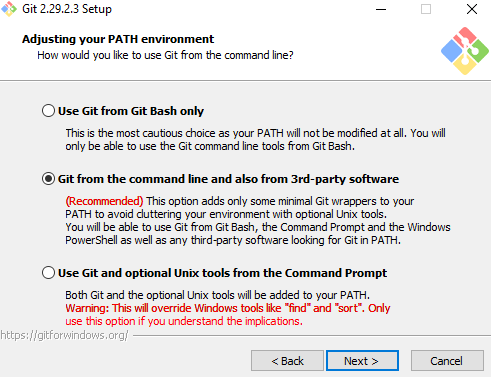 Git 2.29.2.3 Setup
Adjusting your PATH environment
How would you like to use Git from the command line?
Use Git from Git Bash only
This is the most cautious choice as your PATH will not be modified at all. You will
only be able to use the Git command line tools from Git Bash.
Git from the command line and also from 3rd-party software
(Recommended) This option adds only some minimal Git wrappers to your
PATH to avoid cluttering your environment with optional Unix tools.
You will be able to use Git from Git Bash, the Command Prompt and the Windows
PowerShell as well as any third-party software looking for Git in PATH.
Use Git and optional Unix tools from the Command Prompt
Both Git and the optional Unix tools will be added to your PATH.
Warning: This will override Windows tools like "find" and "sort". Only
use this option if you understand the implications.
https://gitforwindows.org/
< Back
Next >
Cancel